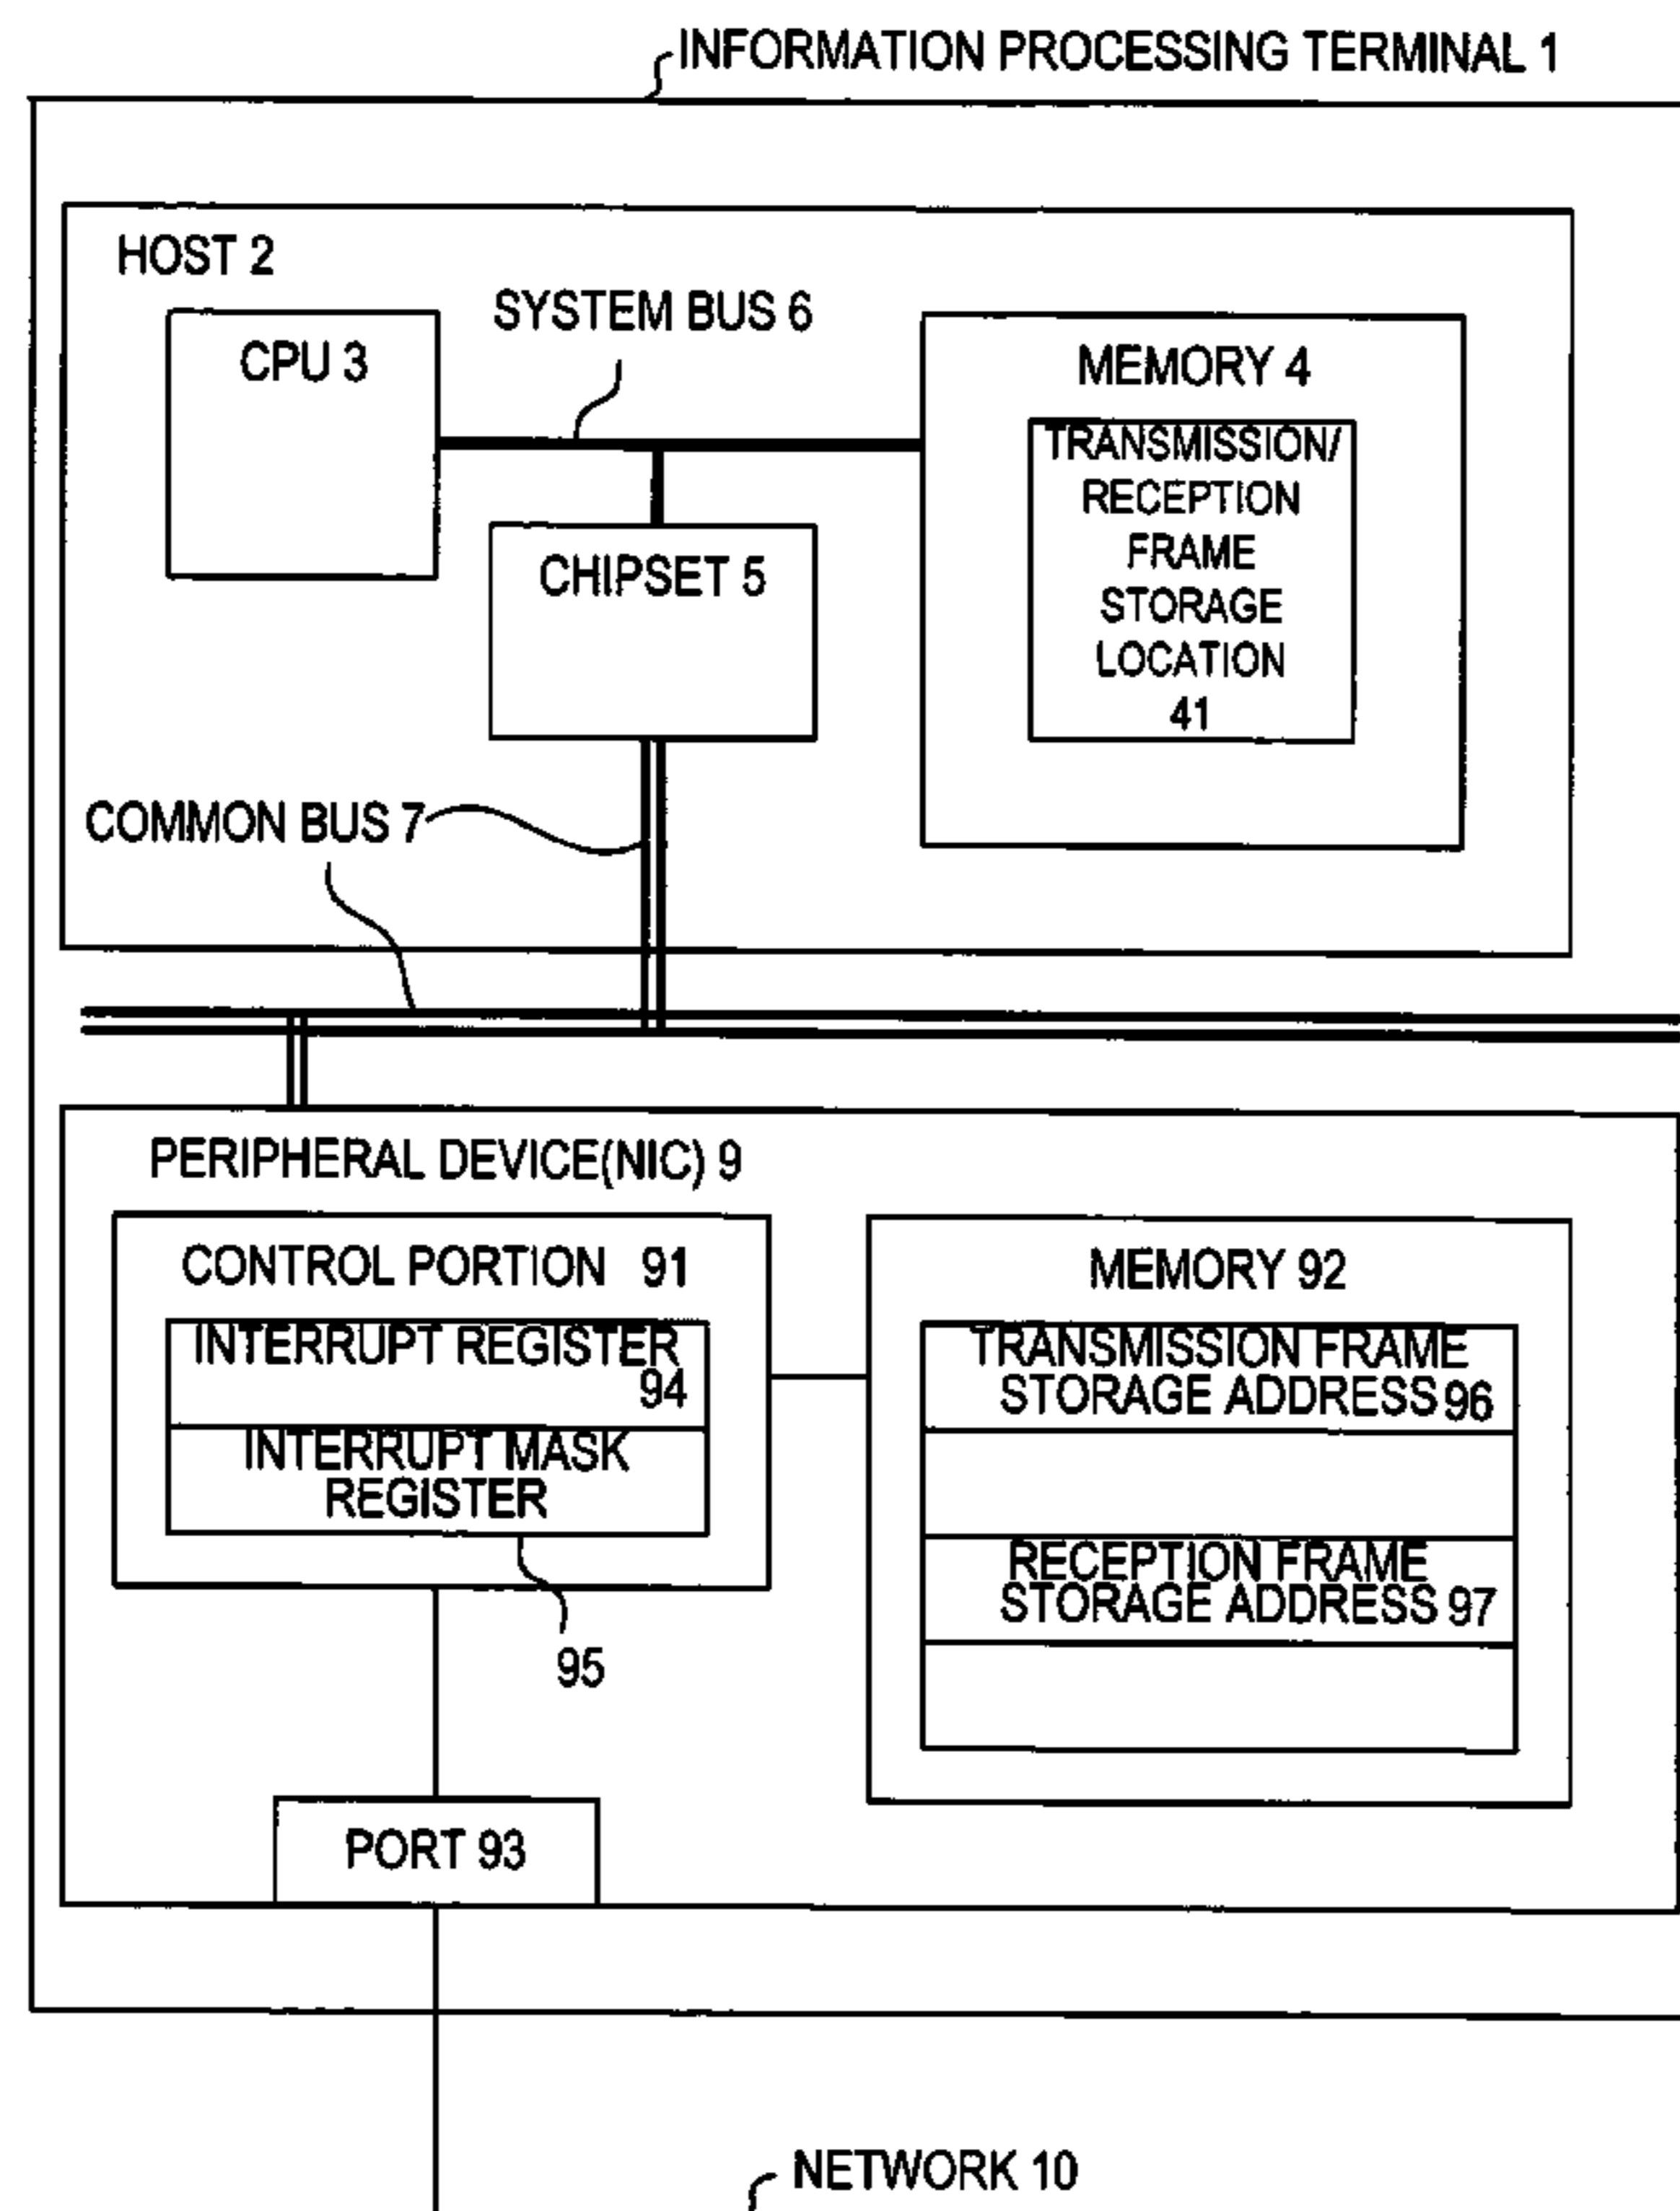 INFORMATION PROCESSING TERMINAL 1
HOST 2
CPU 3
SYSTEM BUS 6
MEMORY 4
TRANSMISSION/
RECEPTION
FRAME
STORAGE
LOCATION
41
CHIPSET 5
COMMON BUS 7
PERIPHERAL DEVICE(NIC) 9
CONTROL PORTION 91
INTERRUPT REGISTER
94
INTERRUPT MASK
REGISTER
95
MEMORY 92
TRANSMISSION FRAME
STORAGE ADDRESS 96
RECEPTION FRAME
STORAGE ADDRESS 97
PORT 93
NETWORK 10